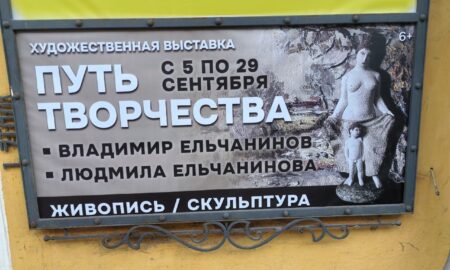 ХУДОЖЕСТВЕННАЯ ВЫСТАВКА
6+
ПУТЬ
С 5 ПО 29
СЕНТЯБРЯ
ТВОРЧЕСТВА
▪ ВЛАДИМИР ЕЛЬЧАНИНОВ
▪ ЛЮДМИЛА ЕЛЬЧАНИНОВА
ЖИВОПИСЬ / СКУЛЬПТУРА